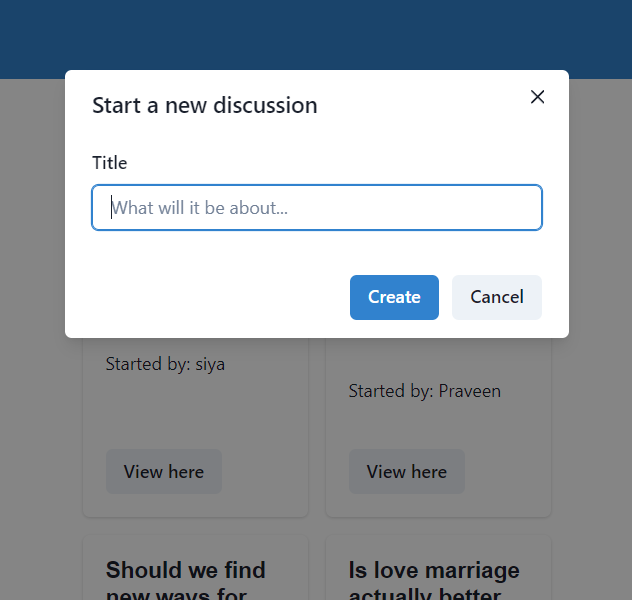 Start a new discussion
Title
What will it be about...
Create Cancel
Started by: siya
Started by: Praveen
View here View here
Should we find
new ways for
Is love marriage
actually better